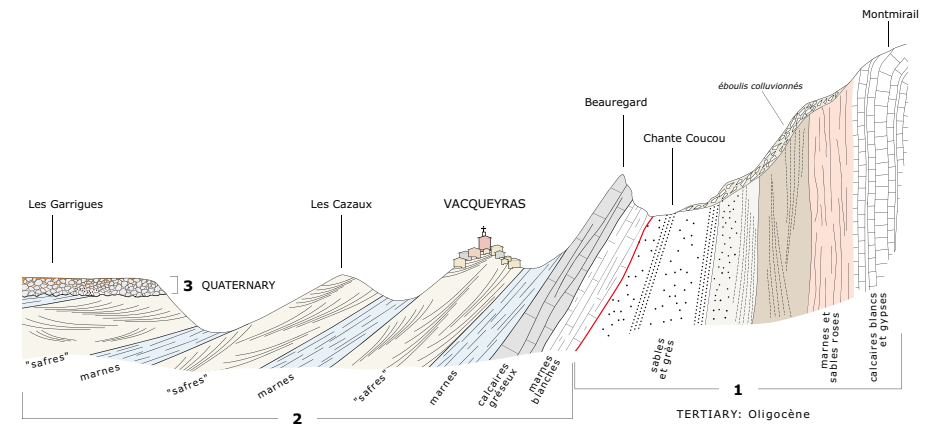 Montmirail
éboulis colluvionnés
Beauregard
Chante Coucou
Les Garrigues
Les Cazaux
VACQUEYRAS
3 QUATERNARY
"safres"
marnes
"safres"
marnes
"safres"
marnes
calcaires
gréseux
marnes
blanches
sables
et grès
marnes et
sables roses
calcaires blancs
et gypses
1
2
TERTIARY: Oligocène